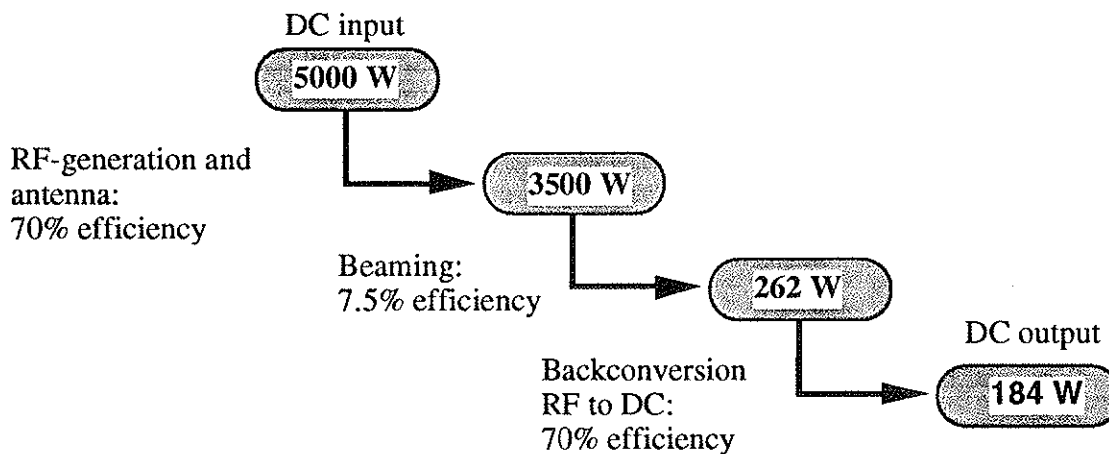 DC input
5000 W
RF-generation and
antenna:
70% efficiency
3500 W
Beaming:
7.5% efficiency
262 W
DC output
Backconversion
RF to DC:
70% efficiency
184 W